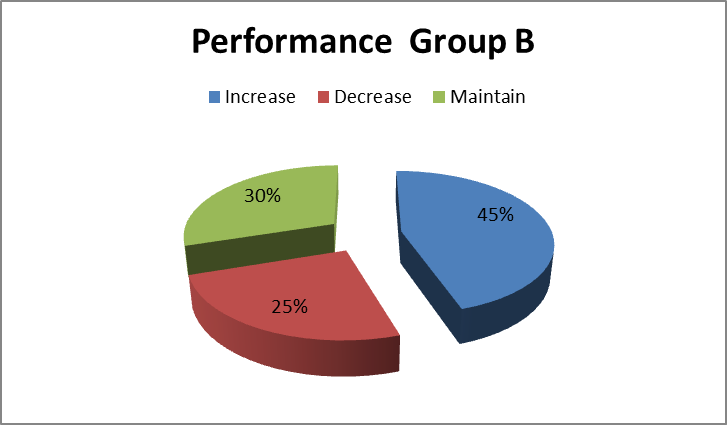 Performance  Group B
Increase Decrease Maintain
30%
45%
25%